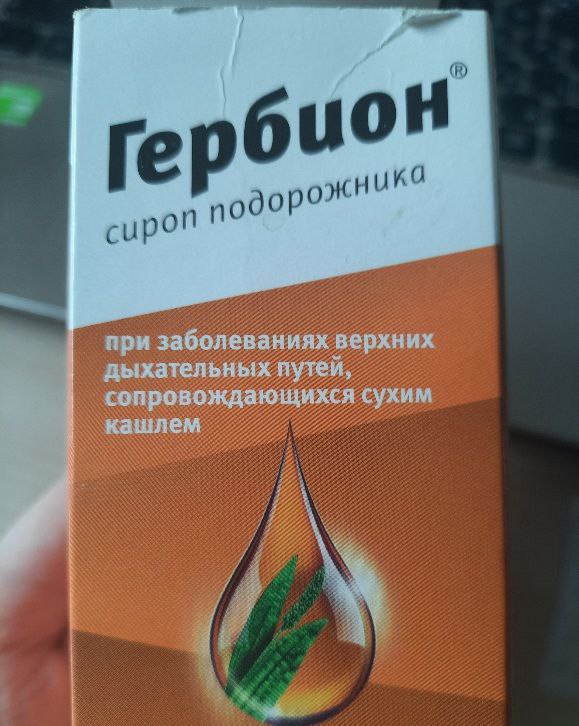 Гербион®
сироп подорожника
при заболеваниях верхних
дыхательных путей,
сопровождающихся сухим
кашлем